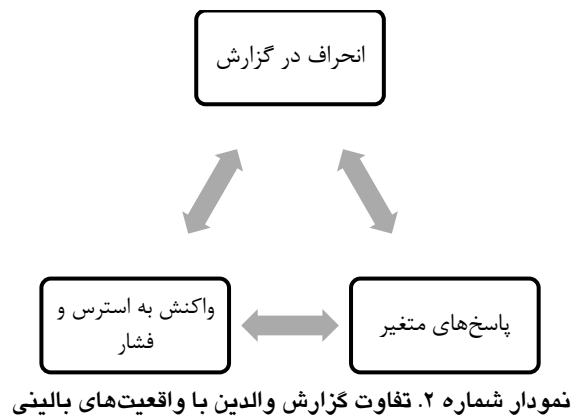 انحراف در گزارش
واکنش به استرس و
فشار
پاسخ‌های متغیر
نمودار شماره ۲. تفاوت گزارش والدین با واقعیت‌های بالینی